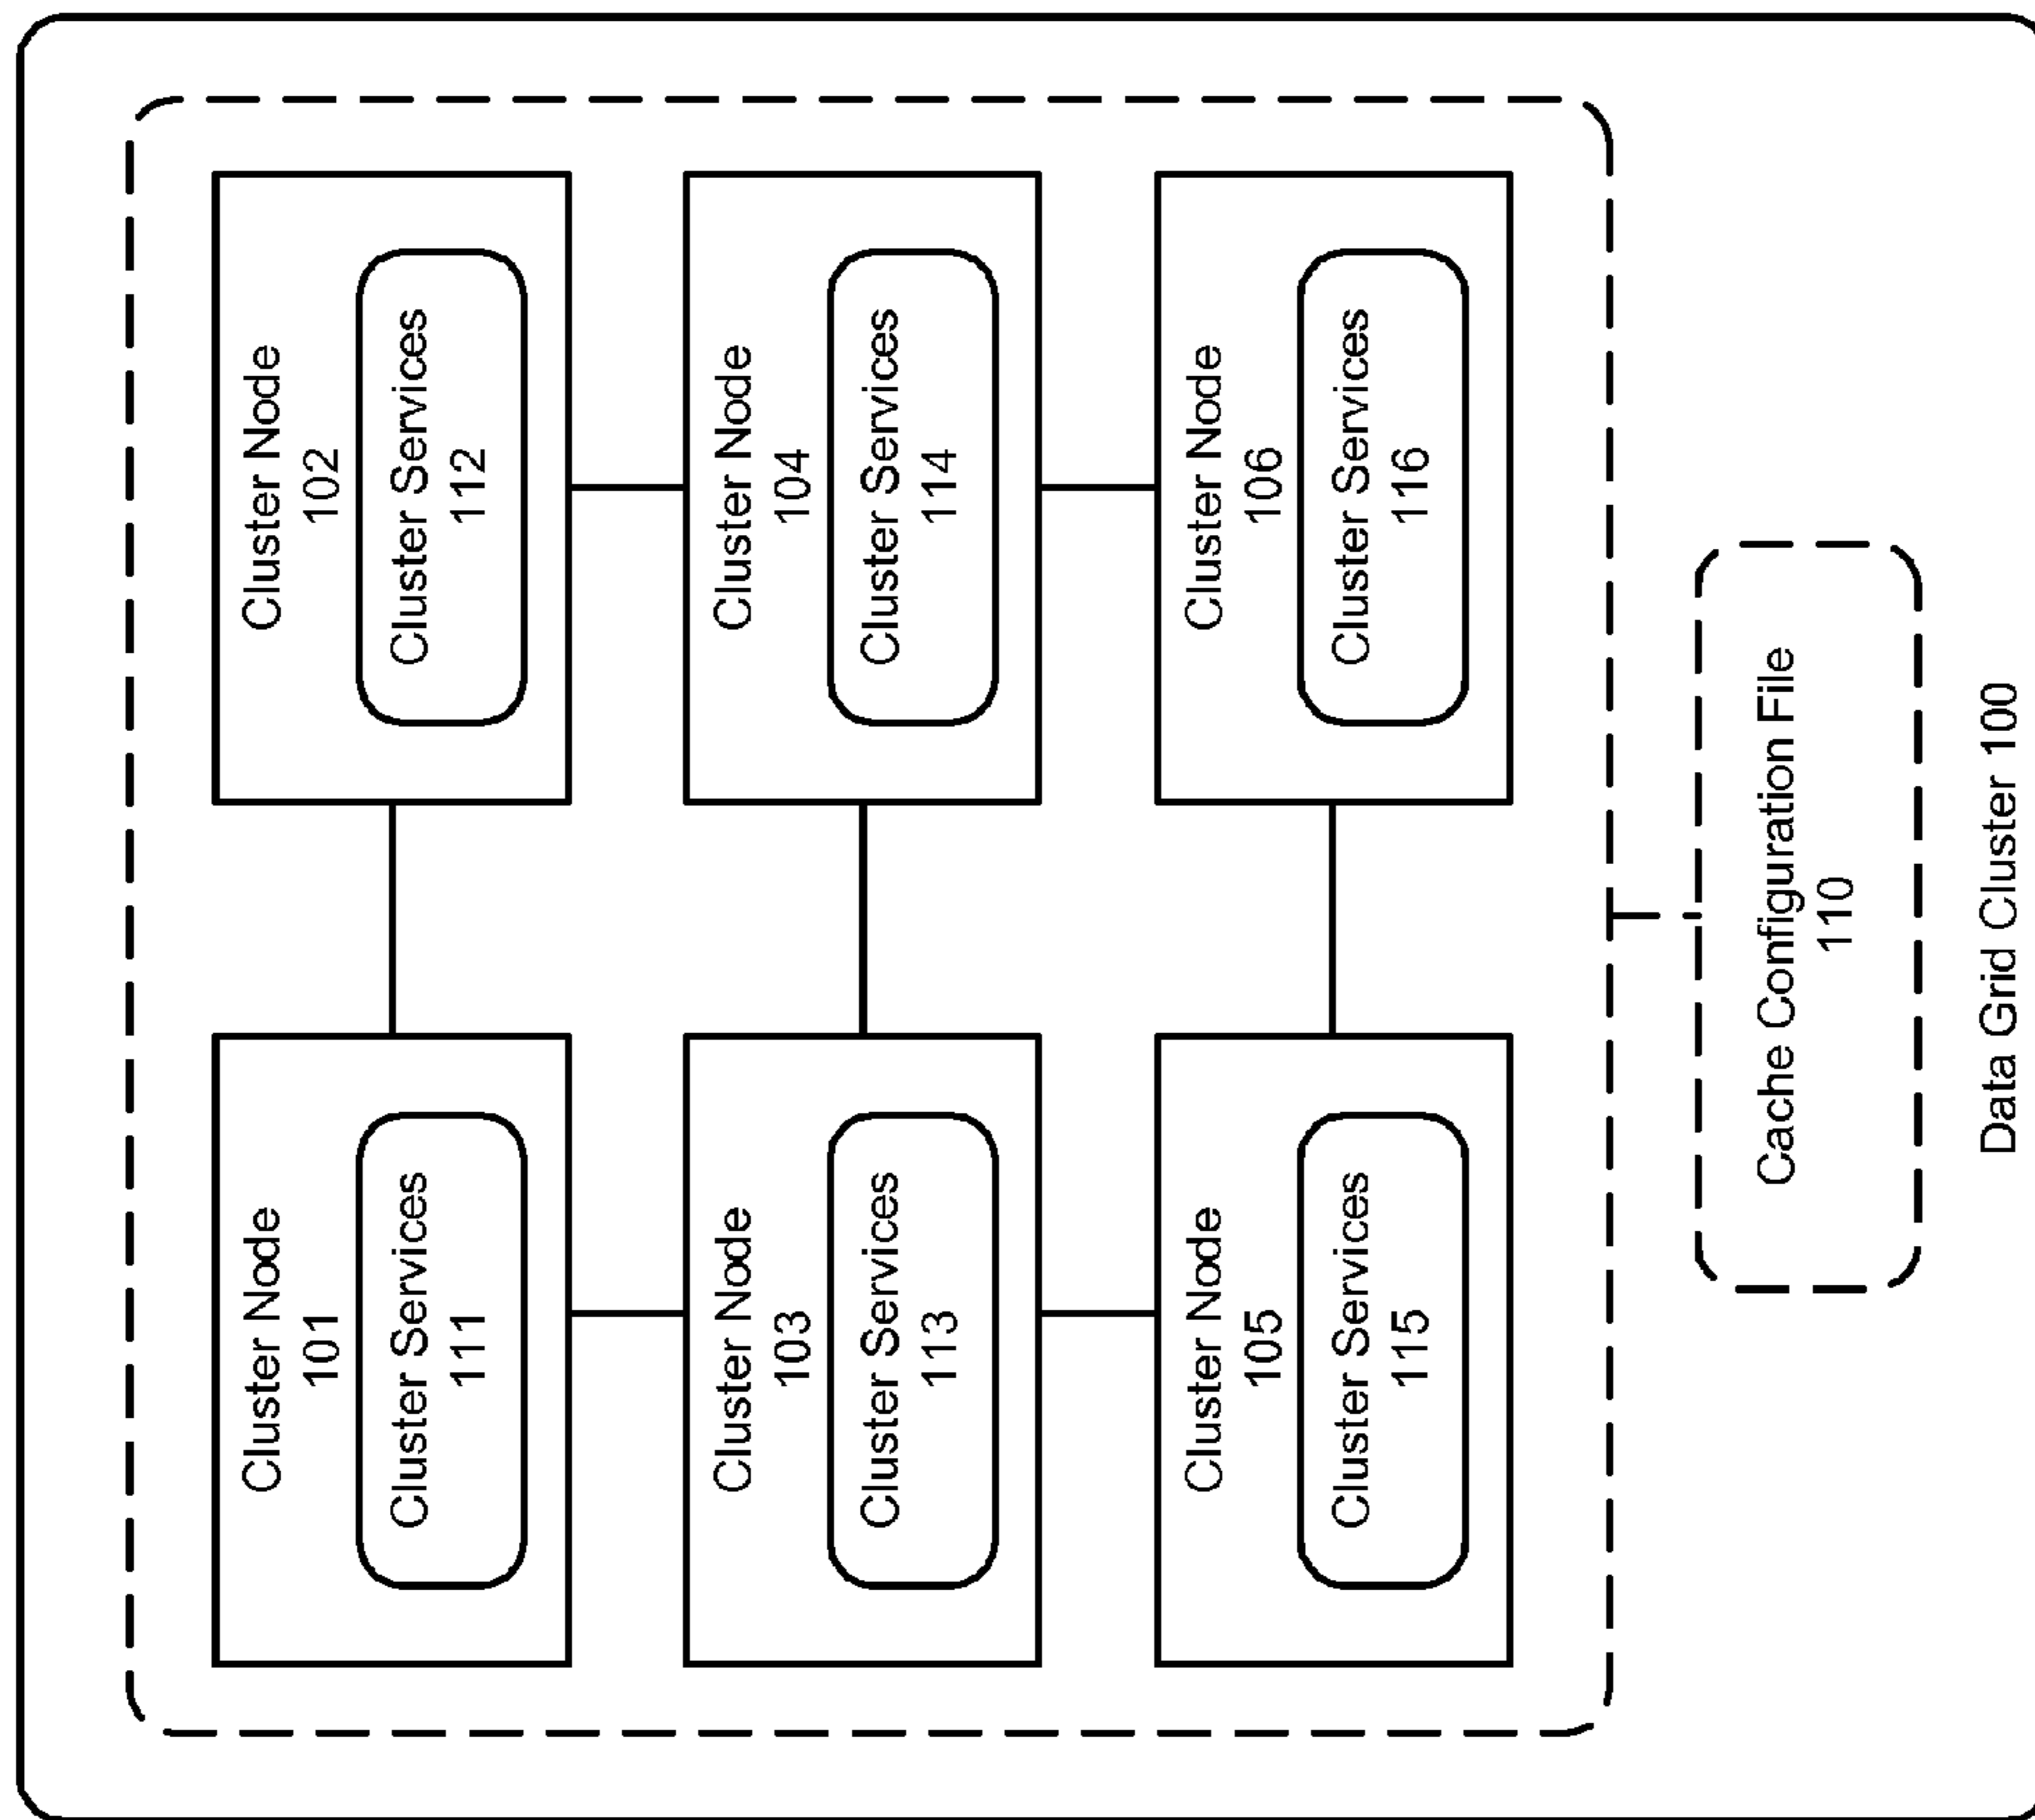 Cluster Node
101
Cluster Services
111
Cluster Node
102
Cluster Services
112
Cluster Node
103
Cluster Services
113
Cluster Node
104
Cluster Services
114
Cluster Node
105
Cluster Services
115
Cluster Node
106
Cluster Services
116
Cache Configuration File
110
Data Grid Cluster 100